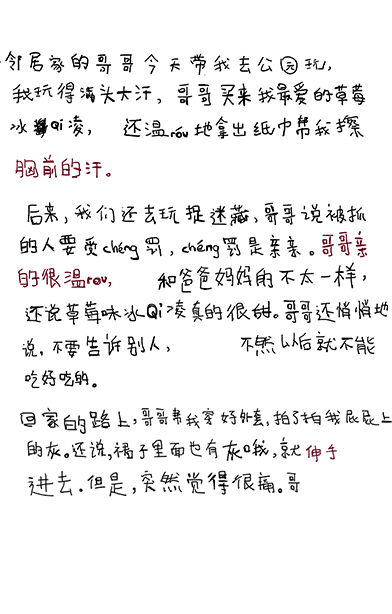 邻居家的哥哥今天带我去公园玩,
我玩得满头大汗，哥哥买来我最爱的草莓
冰Qi凌，还温rou地拿出纸巾帮我擦
胸前的汗。
后来,我们还去玩捉迷藏,哥哥说被抓
的人要受chéng罚,chéng罚是亲亲。哥哥亲
的很温rou,和爸爸妈妈的不太一样,
还说草莓味冰Qi凌真的很甜。哥哥还悄悄地
说,不要告诉别人,不然以后就不能
吃好吃的。
回家的路上,哥哥帮我穿好外套,拍了拍我屁屁上
的灰。还说,裙子里面也有灰哦,就伸手
进去.但是,突然觉得很痛。哥